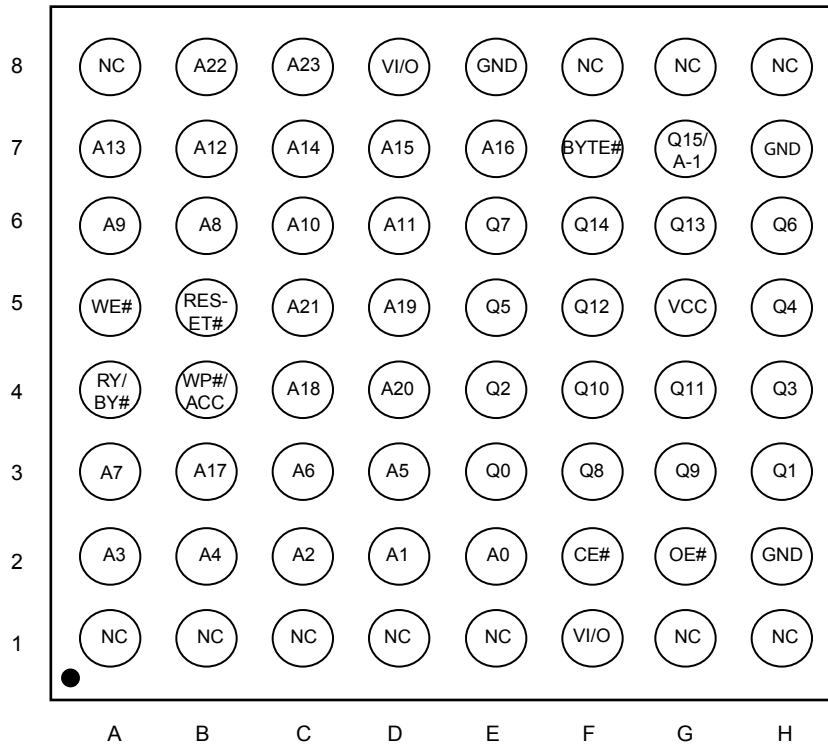 8 NC A22 A23 VI/O GND NC NC NC
7 A13 A12 A14 A15 A16 BYTE# Q15/ A-1 GND
6 A9 A8 A10 A11 Q7 Q14 Q13 Q6
5 WE# RES- ET# A21 A19 Q5 Q12 VCC Q4
4 RY/ BY# WP#/ ACC A18 A20 Q2 Q10 Q11 Q3
3 A7 A17 A6 A5 Q0 Q8 Q9 Q1
2 A3 A4 A2 A1 A0 CE# OE# GND
1 NC NC NC NC NC VI/O NC NC
A B C D E F G H